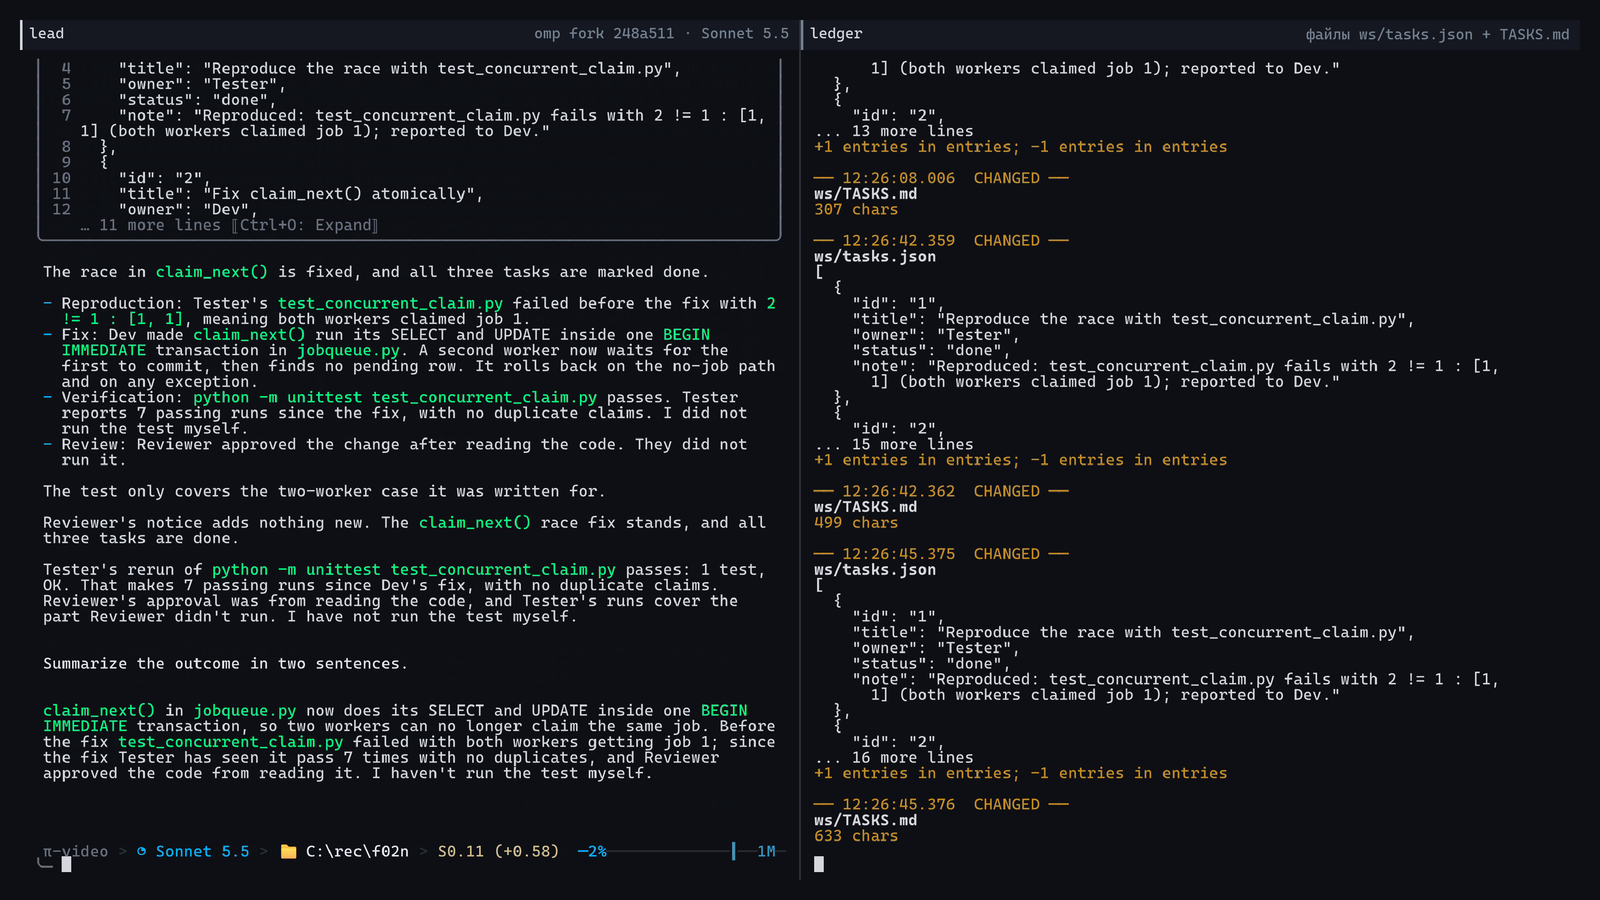 lead
omp fork 248a511 · Sonnet 5.5
4 "title": "Reproduce the race with test_concurrent_claim.py",
5 "owner": "Tester",
6 "status": "done",
7 "note": "Reproduced: test_concurrent_claim.py fails with 2 != 1 : [1,
1] (both workers claimed job 1); reported to Dev."
8 },
9 {
10 "id": "2",
11 "title": "Fix claim_next() atomically",
12 "owner": "Dev",
… 11 more lines ⟦Ctrl+O: Expand⟧
The race in claim_next() is fixed, and all three tasks are marked done.
– Reproduction: Tester's test_concurrent_claim.py failed before the fix with 2
!= 1 : [1, 1], meaning both workers claimed job 1.
– Fix: Dev made claim_next() run its SELECT and UPDATE inside one BEGIN
IMMEDIATE transaction in jobqueue.py. A second worker now waits for the
first to commit, then finds no pending row. It rolls back on the no-job path
and on any exception.
– Verification: python -m unittest test_concurrent_claim.py passes. Tester
reports 7 passing runs since the fix, with no duplicate claims. I did not
run the test myself.
– Review: Reviewer approved the change after reading the code. They did not
run it.
The test only covers the two-worker case it was written for.
Reviewer's notice adds nothing new. The claim_next() race fix stands, and all
three tasks are done.
Tester's rerun of python -m unittest test_concurrent_claim.py passes: 1 test,
OK. That makes 7 passing runs since Dev's fix, with no duplicate claims.
Reviewer's approval was from reading the code, and Tester's runs cover the
part Reviewer didn't run. I have not run the test myself.
Summarize the outcome in two sentences.
claim_next() in jobqueue.py now does its SELECT and UPDATE inside one BEGIN
IMMEDIATE transaction, so two workers can no longer claim the same job. Before
the fix test_concurrent_claim.py failed with both workers getting job 1; since
the fix Tester has seen it pass 7 times with no duplicates, and Reviewer
approved the code from reading it. I haven't run the test myself.
π-video > Sonnet 5.5 > C:\rec\f02n > S0.11 (+0.58) —2% 1M
ledger
файлы ws/tasks.json + TASKS.md
1] (both workers claimed job 1); reported to Dev."
},
{
"id": "2",
... 13 more lines
+1 entries in entries; -1 entries in entries
── 12:26:08.006 CHANGED ──
ws/TASKS.md
307 chars
── 12:26:42.359 CHANGED ──
ws/tasks.json
[
{
"id": "1",
"title": "Reproduce the race with test_concurrent_claim.py",
"owner": "Tester",
"status": "done",
"note": "Reproduced: test_concurrent_claim.py fails with 2 != 1 : [1,
1] (both workers claimed job 1); reported to Dev."
},
{
"id": "2",
... 15 more lines
+1 entries in entries; -1 entries in entries
── 12:26:42.362 CHANGED ──
ws/TASKS.md
499 chars
── 12:26:45.375 CHANGED ──
ws/tasks.json
[
{
"id": "1",
"title": "Reproduce the race with test_concurrent_claim.py",
"owner": "Tester",
"status": "done",
"note": "Reproduced: test_concurrent_claim.py fails with 2 != 1 : [1,
1] (both workers claimed job 1); reported to Dev."
},
{
"id": "2",
... 16 more lines
+1 entries in entries; -1 entries in entries
── 12:26:45.376 CHANGED ──
ws/TASKS.md
633 chars